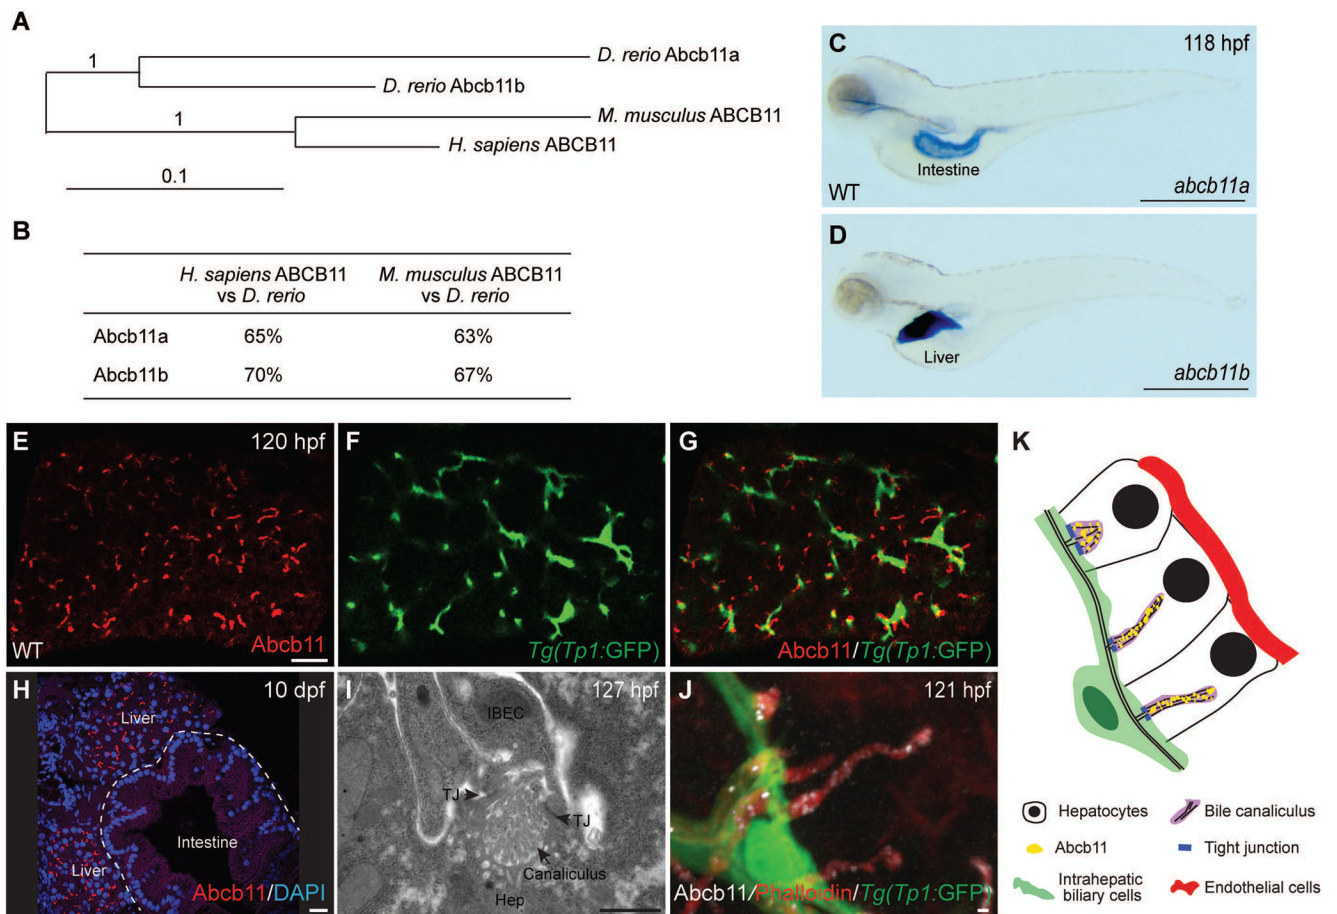 A
1
D. rerio Abcb11a
D. rerio Abcb11b
1
M. musculus ABCB11
H. sapiens ABCB11
0.1
B
H. sapiens ABCB11 M. musculus ABCB11
vs D. rerio vs D. rerio
Abcb11a 65% 63%
Abcb11b 70% 67%
C 118 hpf
Intestine
WT abcb11a
D
Liver
abcb11b
E 120 hpf
WT Abcb11
F
Tg(Tp1:GFP)
G
Abcb11/Tg(Tp1:GFP)
H 10 dpf
Liver
Intestine
Liver
Abcb11/DAPI
I 127 hpf
IBEC
TJ
TJ
Canaliculus
Hep
J 121 hpf
Abcb11/Phalloidin/Tg(Tp1:GFP)
K
Hepatocytes Bile canaliculus
Abcb11 Tight junction
Intrahepatic
biliary cells
Endothelial cells